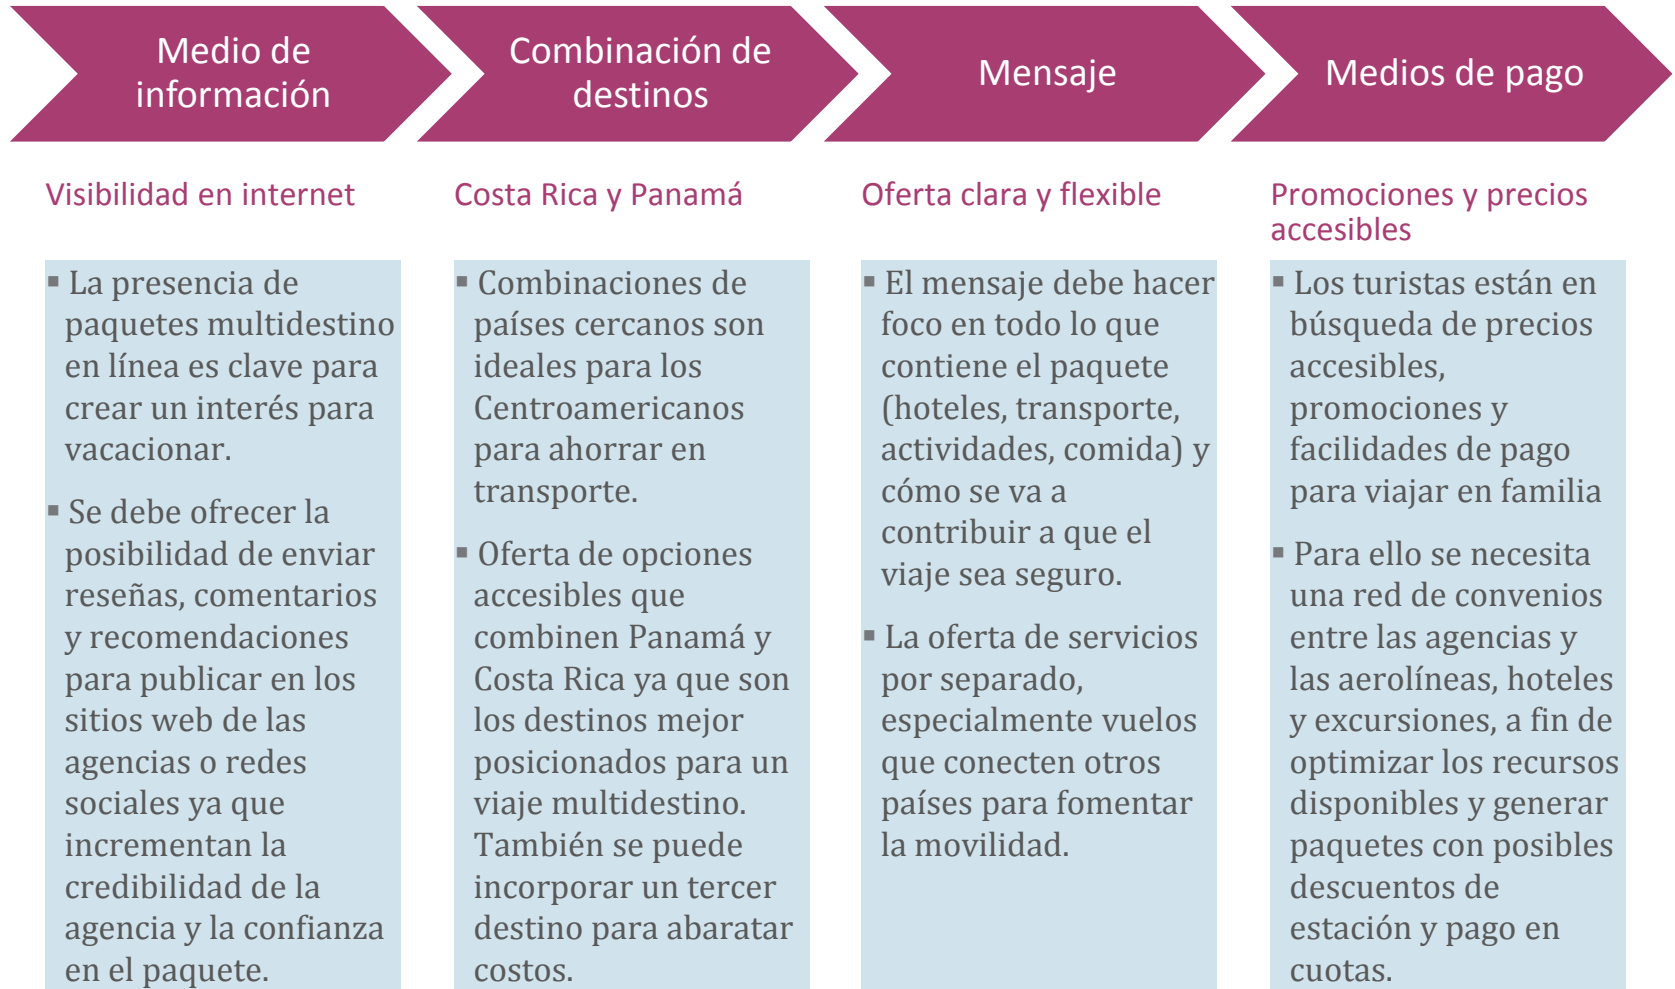 Medio de
información
Combinación de
destinos
Mensaje
Medios de pago
Visibilidad en internet
▪ La presencia de
paquetes multidestino
en línea es clave para
crear un interés para
vacacionar.
▪ Se debe ofrecer la
posibilidad de enviar
reseñas, comentarios
y recomendaciones
para publicar en los
sitios web de las
agencias o redes
sociales ya que
incrementan la
credibilidad de la
agencia y la confianza
en el paquete.
Costa Rica y Panamá
▪ Combinaciones de
países cercanos son
ideales para los
Centroamericanos
para ahorrar en
transporte.
▪ Oferta de opciones
accesibles que
combinen Panamá y
Costa Rica ya que son
los destinos mejor
posicionados para un
viaje multidestino.
También se puede
incorporar un tercer
destino para abaratar
costos.
Oferta clara y flexible
▪ El mensaje debe hacer
foco en todo lo que
contiene el paquete
(hoteles, transporte,
actividades, comida) y
cómo se va a
contribuir a que el
viaje sea seguro.
▪ La oferta de servicios
por separado,
especialmente vuelos
que conecten otros
países para fomentar
la movilidad.
Promociones y precios
accesibles
▪ Los turistas están en
búsqueda de precios
accesibles,
promociones y
facilidades de pago
para viajar en familia
▪ Para ello se necesita
una red de convenios
entre las agencias y
las aerolíneas, hoteles
y excursiones, a fin de
optimizar los recursos
disponibles y generar
paquetes con posibles
descuentos de
estación y pago en
cuotas.